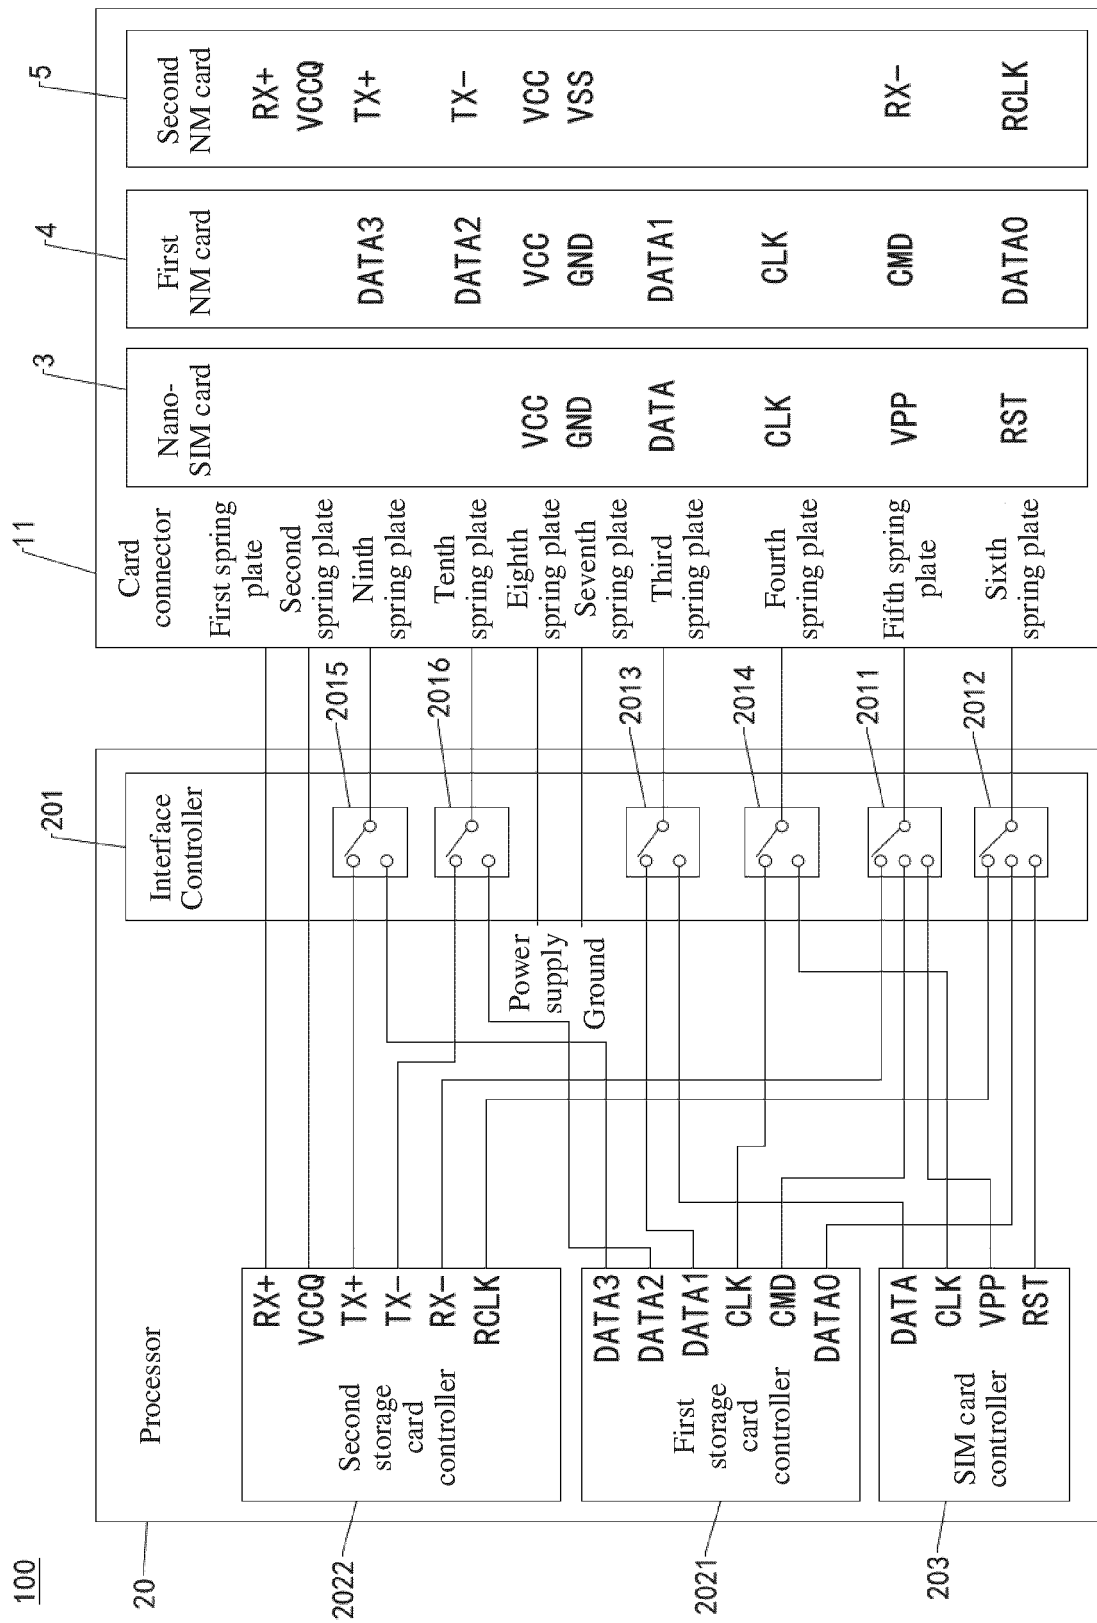 100
20
Processor
2022
Second
storage
card
controller
RX+
VCCQ
TX+
TX-
RX-
RCLK
2021
First
storage
card
controller
DATA3
DATA2
DATA1
CLK
CMD
DATA0
203
SIM card
controller
DATA
CLK
VPP
RST
201
Interface
Controller
Power
supply
Ground
2015
2016
2013
2014
2011
2012
11
Card
connector
First spring
plate
Second
spring plate
Ninth
spring plate
Tenth
spring plate
Eighth
spring plate
Seventh
spring plate
Third
spring plate
Fourth
spring plate
Fifth spring
plate
Sixth
spring plate
3
Nano-
SIM card
VCC
GND
DATA
CLK
VPP
RST
4
First
NM card
DATA3
DATA2
VCC
GND
DATA1
CLK
CMD
DATA0
5
Second
NM card
RX+
VCCQ
TX+
TX-
VCC
VSS
RX-
RCLK